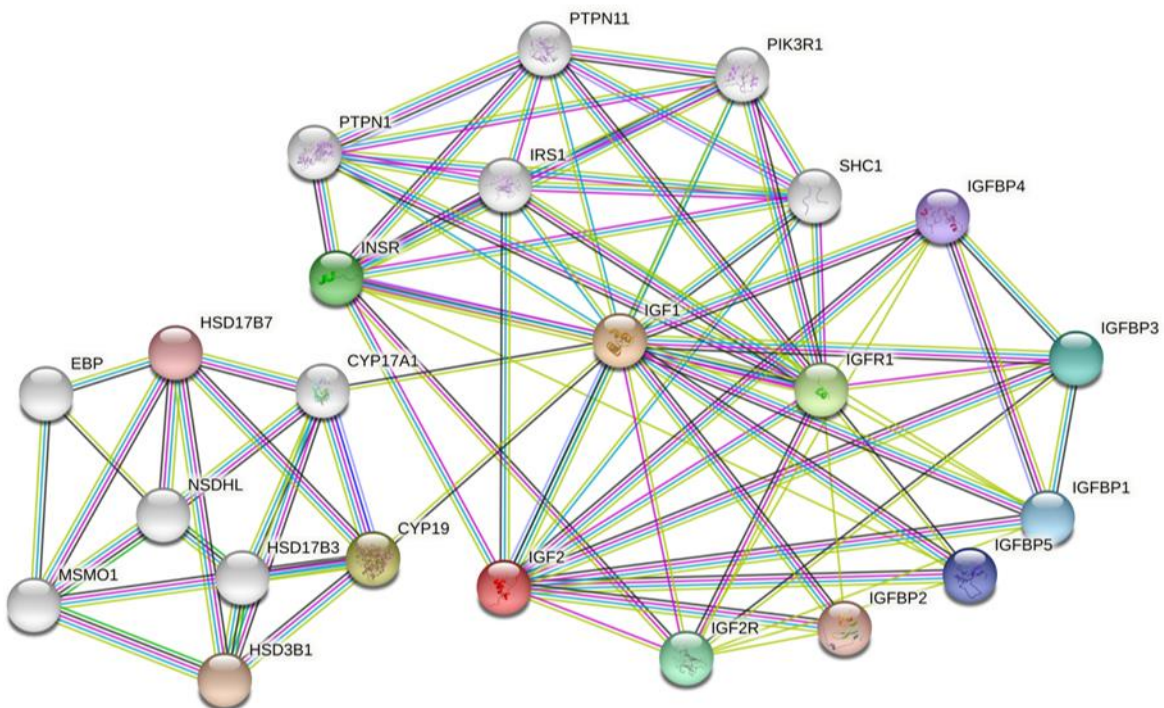 PTPN11
PIK3R1
PTPN1
IRS1
SHC1
IGFBP4
INSR
IGF1
HSD17B7
IGFBP3
EBP
CYP17A1
IGFR1
NSDHL
IGFBP1
CYP19
IGFBP5
HSD17B3
IGF2
MSMO1
IGFBP2
IGF2R
HSD3B1